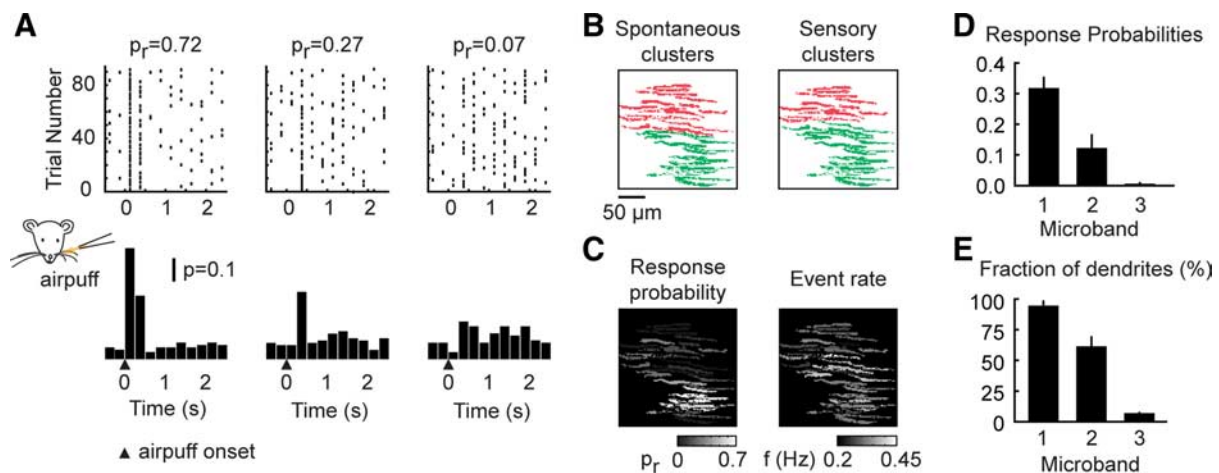 A
pr=0.72
pr=0.27
pr=0.07
Trial Number
80
40
0
0 1 2
0 1 2
0 1 2
airpuff
p=0.1
0 1 2
0 1 2
0 1 2
Time (s)
Time (s)
Time (s)
▲ airpuff onset
B
Spontaneous
clusters
Sensory
clusters
50 µm
C
Response
probability
Event rate
pr 0 0.7
f (Hz) 0.2 0.45
D
Response Probabilities
0.4
0.3
0.2
0.1
0.0
1 2 3
Microband
E
Fraction of dendrites (%)
100
75
50
25
0
1 2 3
Microband